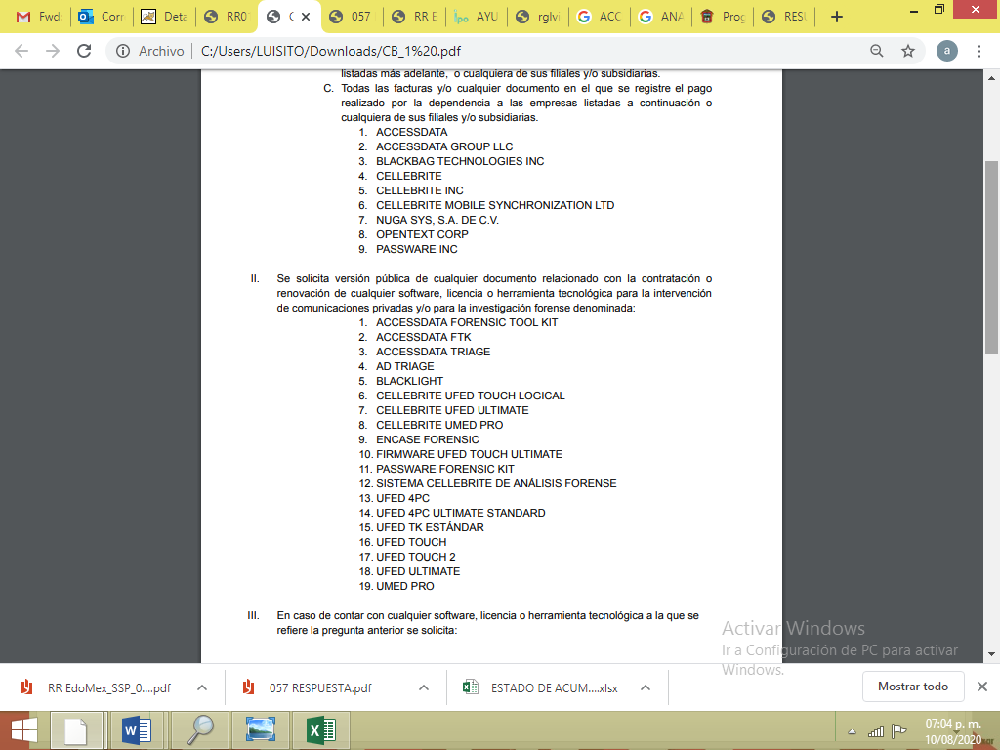 Fwd:
Corr
Deta
RR0
C
057
RR E
AYU
rglvi
ACC
ANA
Prog
RESU
Archivo
C:/Users/LUISITO/Downloads/CB_1%20.pdf
a
listadas más adelante, o cualquiera de sus filiales y/o subsidiarias.
C. Todas las facturas y/o cualquier documento en el que se registre el pago
realizado por la dependencia a las empresas listadas a continuación o
cualquiera de sus filiales y/o subsidiarias.
1. ACCESSDATA
2. ACCESSDATA GROUP LLC
3. BLACKBAG TECHNOLOGIES INC
4. CELLEBRITE
5. CELLEBRITE INC
6. CELLEBRITE MOBILE SYNCHRONIZATION LTD
7. NUGA SYS, S.A. DE C.V.
8. OPENTEXT CORP
9. PASSWARE INC
II. Se solicita versión pública de cualquier documento relacionado con la contratación o
renovación de cualquier software, licencia o herramienta tecnológica para la intervención
de comunicaciones privadas y/o para la investigación forense denominada:
1. ACCESSDATA FORENSIC TOOL KIT
2. ACCESSDATA FTK
3. ACCESSDATA TRIAGE
4. AD TRIAGE
5. BLACKLIGHT
6. CELLEBRITE UFED TOUCH LOGICAL
7. CELLEBRITE UFED ULTIMATE
8. CELLEBRITE UMED PRO
9. ENCASE FORENSIC
10. FIRMWARE UFED TOUCH ULTIMATE
11. PASSWARE FORENSIC KIT
12. SISTEMA CELLEBRITE DE ANÁLISIS FORENSE
13. UFED 4PC
14. UFED 4PC ULTIMATE STANDARD
15. UFED TK ESTÁNDAR
16. UFED TOUCH
17. UFED TOUCH 2
18. UFED ULTIMATE
19. UMED PRO
III. En caso de contar con cualquier software, licencia o herramienta tecnológica a la que se
refiere la pregunta anterior se solicita:
Activar Windows
Ir a Configuración de PC para activar
Windows.
RR EdoMex_SSP_0....pdf
057 RESPUESTA.pdf
ESTADO DE ACUM....xlsx
Mostrar todo
07:04 p. m.
10/08/2020